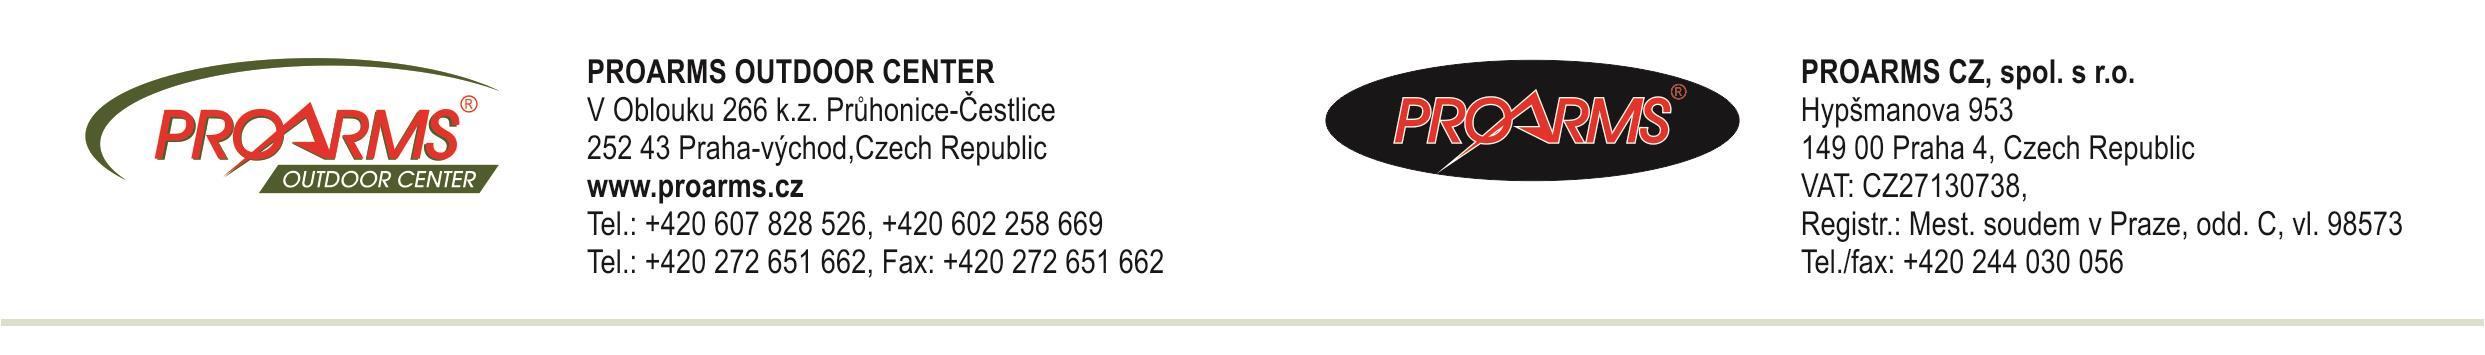 PROARMS®
OUTDOOR CENTER
PROARMS OUTDOOR CENTER
V Oblouku 266 k.z. Průhonice-Čestlice
252 43 Praha-východ,Czech Republic
www.proarms.cz
Tel.: +420 607 828 526, +420 602 258 669
Tel.: +420 272 651 662, Fax: +420 272 651 662
PROARMS®
PROARMS CZ, spol. s r.o.
Hypšmanova 953
149 00 Praha 4, Czech Republic
VAT: CZ27130738,
Registr.: Mest. soudem v Praze, odd. C, vl. 98573
Tel./fax: +420 244 030 056